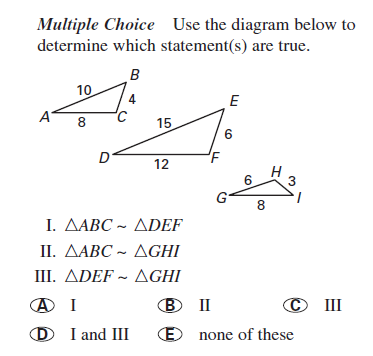 Multiple Choice Use the diagram below to
determine which statement(s) are true.
B
10
4
A
8
C
E
15
6
D
12
F
H
6
3
G
8
I
I. △ABC ~ △DEF
II. △ABC ~ △GHI
III. △DEF ~ △GHI
A I B II C III
D I and III E none of these